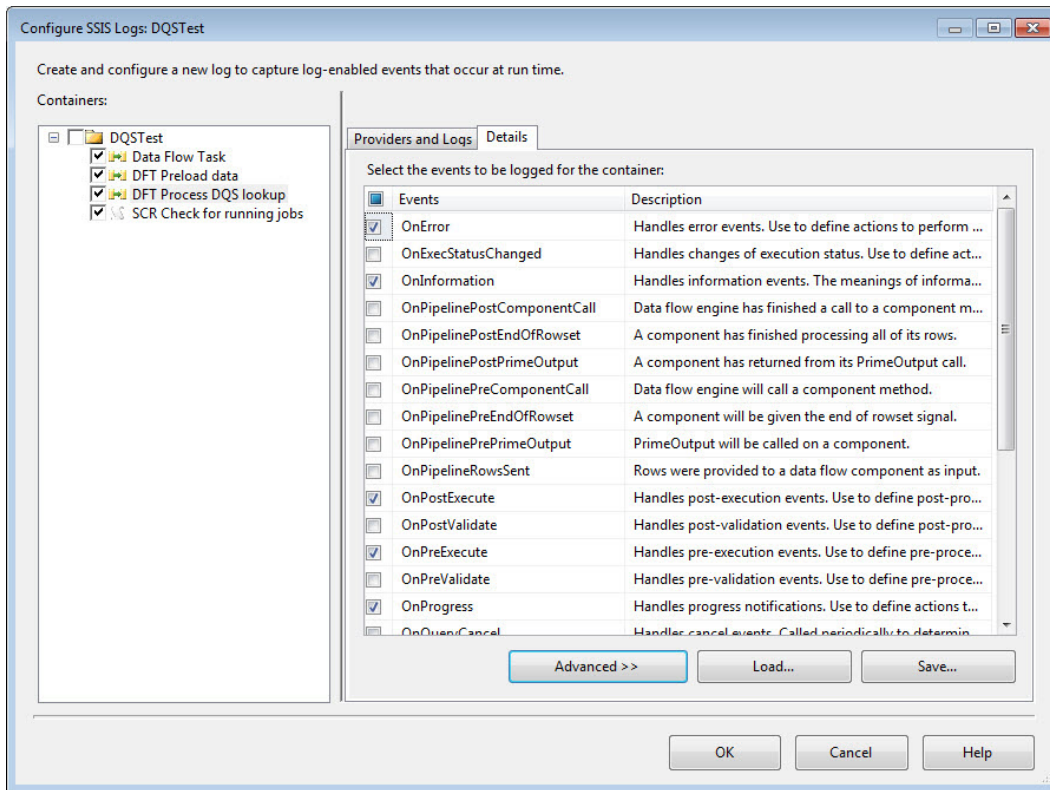 Configure SSIS Logs: DQSTest
Create and configure a new log to capture log-enabled events that occur at run time.
Containers:
DQSTest
Data Flow Task
DFT Preload data
DFT Process DQS lookup
SCR Check for running jobs
Providers and Logs Details
Select the events to be logged for the container:
Events Description
OnError Handles error events. Use to define actions to perform ...
OnExecStatusChanged Handles changes of execution status. Use to define act...
OnInformation Handles information events. The meanings of informa...
OnPipelinePostComponentCall Data flow engine has finished a call to a component m...
OnPipelinePostEndOfRowset A component has finished processing all of its rows.
OnPipelinePostPrimeOutput A component has returned from its PrimeOutput call.
OnPipelinePreComponentCall Data flow engine will call a component method.
OnPipelinePreEndOfRowset A component will be given the end of rowset signal.
OnPipelinePrePrimeOutput PrimeOutput will be called on a component.
OnPipelineRowsSent Rows were provided to a data flow component as input.
OnPostExecute Handles post-execution events. Use to define post-pro...
OnPostValidate Handles post-validation events. Use to define post-pro...
OnPreExecute Handles pre-execution events. Use to define pre-proce...
OnPreValidate Handles pre-validation events. Use to define pre-proce...
OnProgress Handles progress notifications. Use to define actions t...
OnQueryCancel Handles cancel events. Called periodically to determin...
Advanced >> Load... Save...
OK Cancel Help